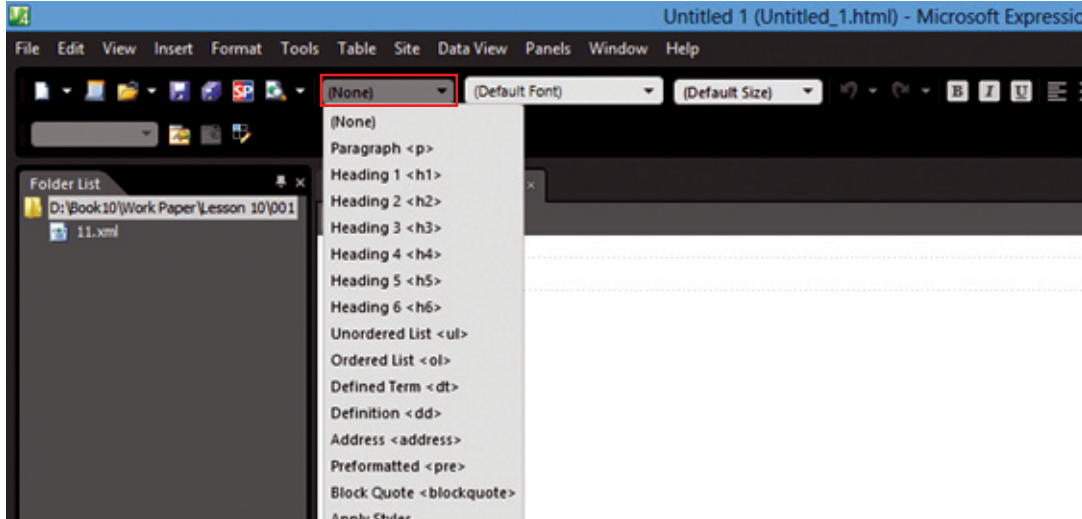 Untitled 1 (Untitled_1.html) - Microsoft Expressio
File Edit View Insert Format Tools Table Site Data View Panels Window Help
SP (None) (Default Font) (Default Size) B I U
(None)
Paragraph <p>
Heading 1 <h1>
Heading 2 <h2>
Heading 3 <h3>
Heading 4 <h4>
Heading 5 <h5>
Heading 6 <h6>
Unordered List <ul>
Ordered List <ol>
Defined Term <dt>
Definition <dd>
Address <address>
Preformatted <pre>
Block Quote <blockquote>
Apply Styles
Folder List
D:\Book10\Work Paper\Lesson 10\001
11.xml